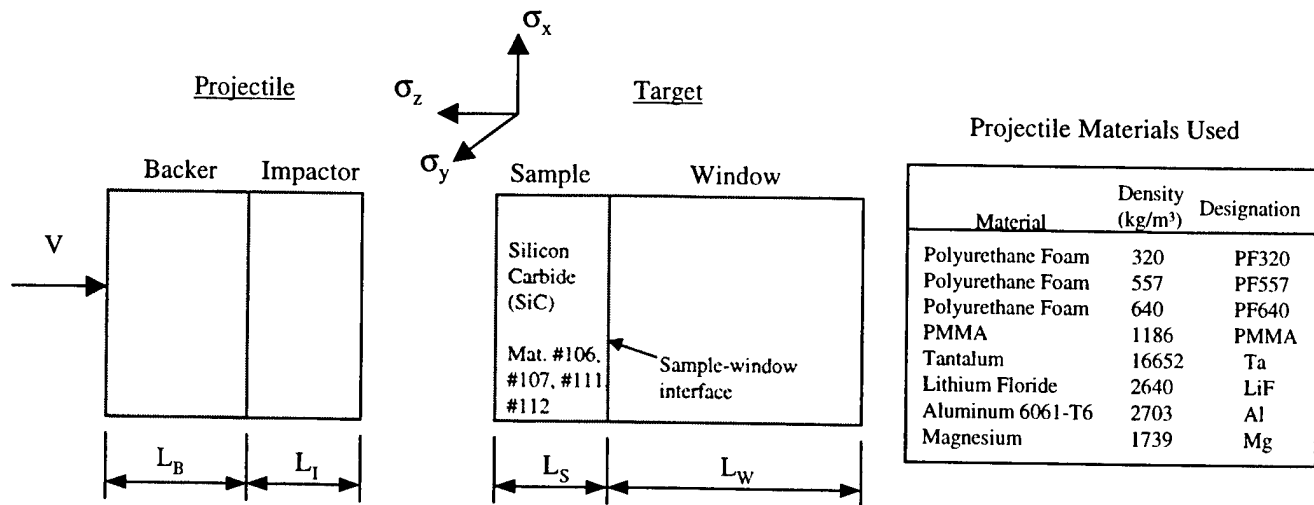 σx
Projectile
σz
Target
σy
Projectile Materials Used
Backer
Impactor
Sample
Window
V
Silicon
Carbide
(SiC)
Mat. #106,
#107, #111,
#112
Sample-window
interface
LB
LI
LS
LW
Material Density (kg/m³) Designation
Polyurethane Foam 320 PF320
Polyurethane Foam 557 PF557
Polyurethane Foam 640 PF640
PMMA 1186 PMMA
Tantalum 16652 Ta
Lithium Floride 2640 LiF
Aluminum 6061-T6 2703 Al
Magnesium 1739 Mg